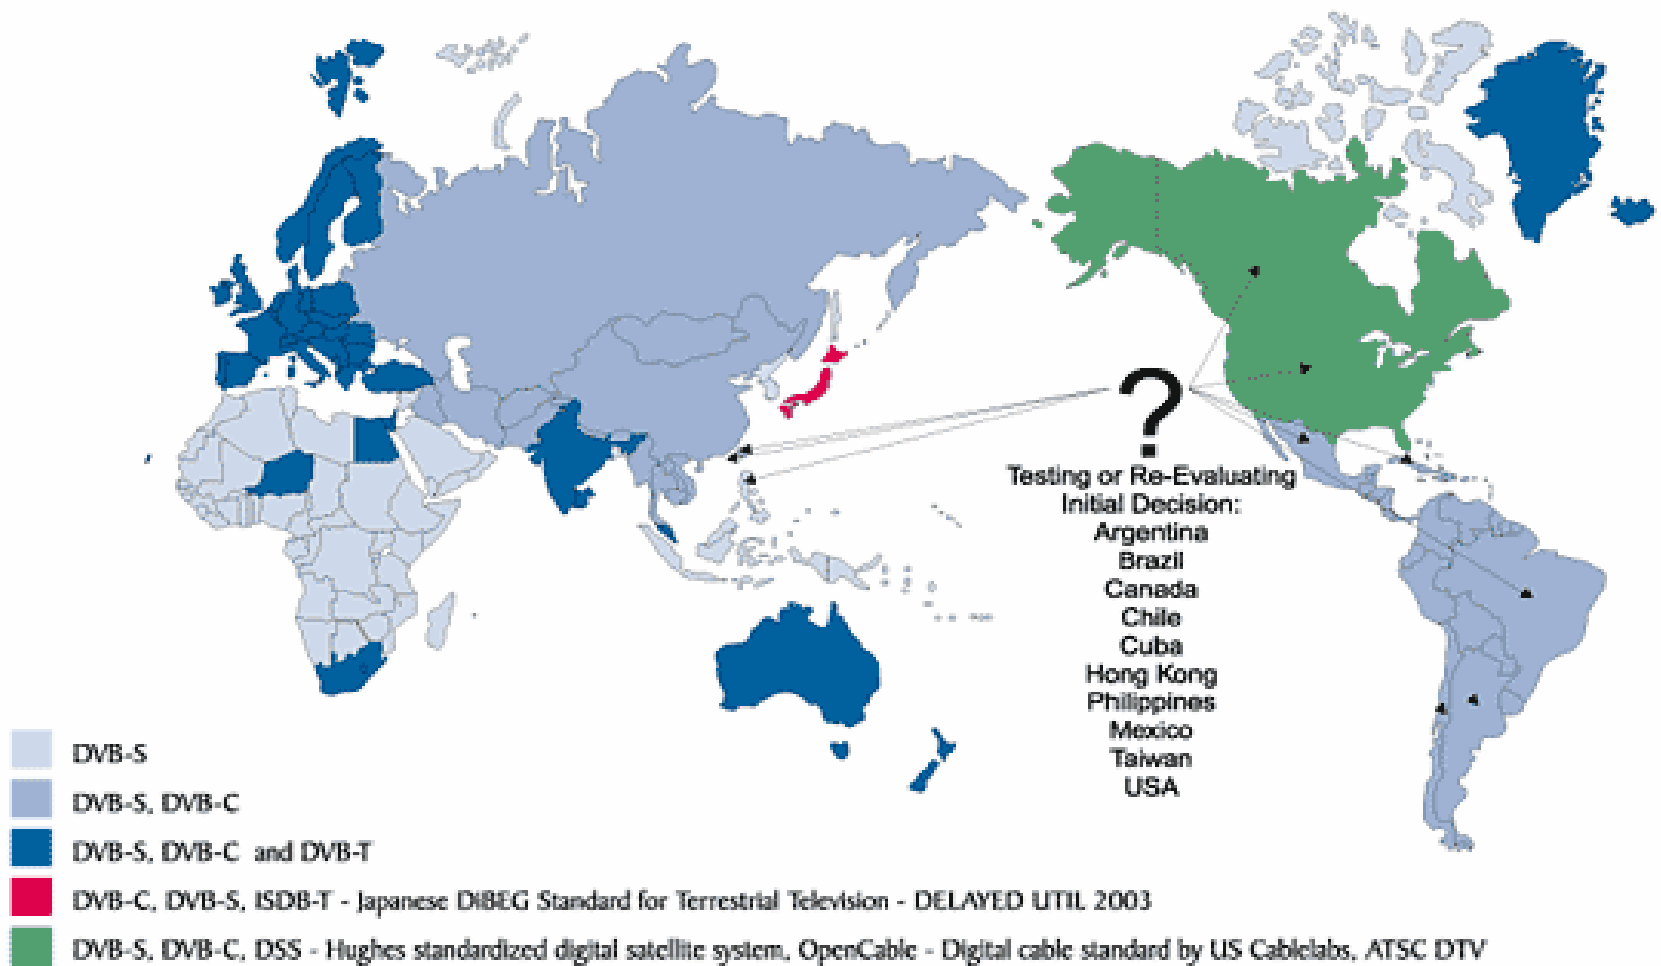 ?
Testing or Re-Evaluating
Initial Decision:
Argentina
Brazil
Canada
Chile
Cuba
Hong Kong
Philippines
Mexico
Taiwan
USA
DVB-S
DVB-S, DVB-C
DVB-S, DVB-C and DVB-T
DVB-C, DVB-S, ISDB-T - Japanese DiBEG Standard for Terrestrial Television - DELAYED UTIL 2003
DVB-S, DVB-C, DSS - Hughes standardized digital satellite system, OpenCable - Digital cable standard by US Cablelabs, ATSC DTV